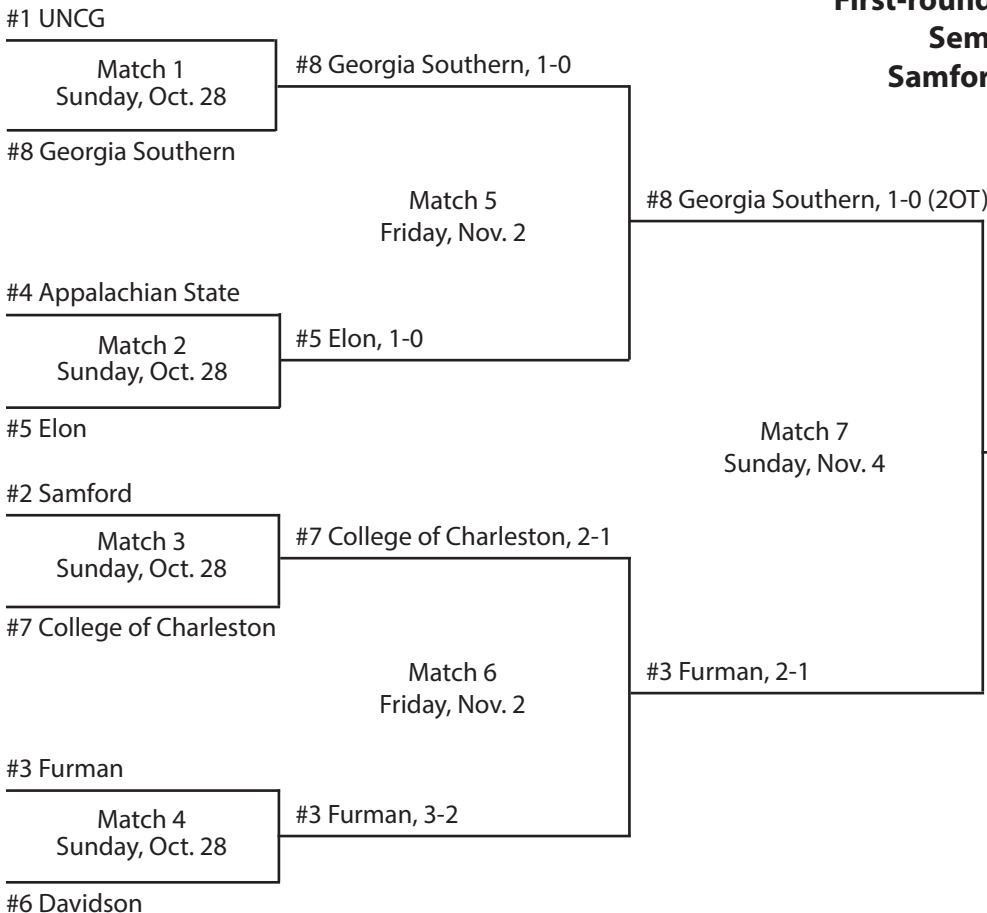 First-round
Sem
Samfor
#1 UNCG
Match 1
Sunday, Oct. 28
#8 Georgia Southern, 1-0
#8 Georgia Southern
Match 5
Friday, Nov. 2
#8 Georgia Southern, 1-0 (2OT)
#4 Appalachian State
Match 2
Sunday, Oct. 28
#5 Elon, 1-0
#5 Elon
Match 7
Sunday, Nov. 4
#2 Samford
Match 3
Sunday, Oct. 28
#7 College of Charleston, 2-1
#7 College of Charleston
Match 6
Friday, Nov. 2
#3 Furman, 2-1
#3 Furman
Match 4
Sunday, Oct. 28
#3 Furman, 3-2
#6 Davidson